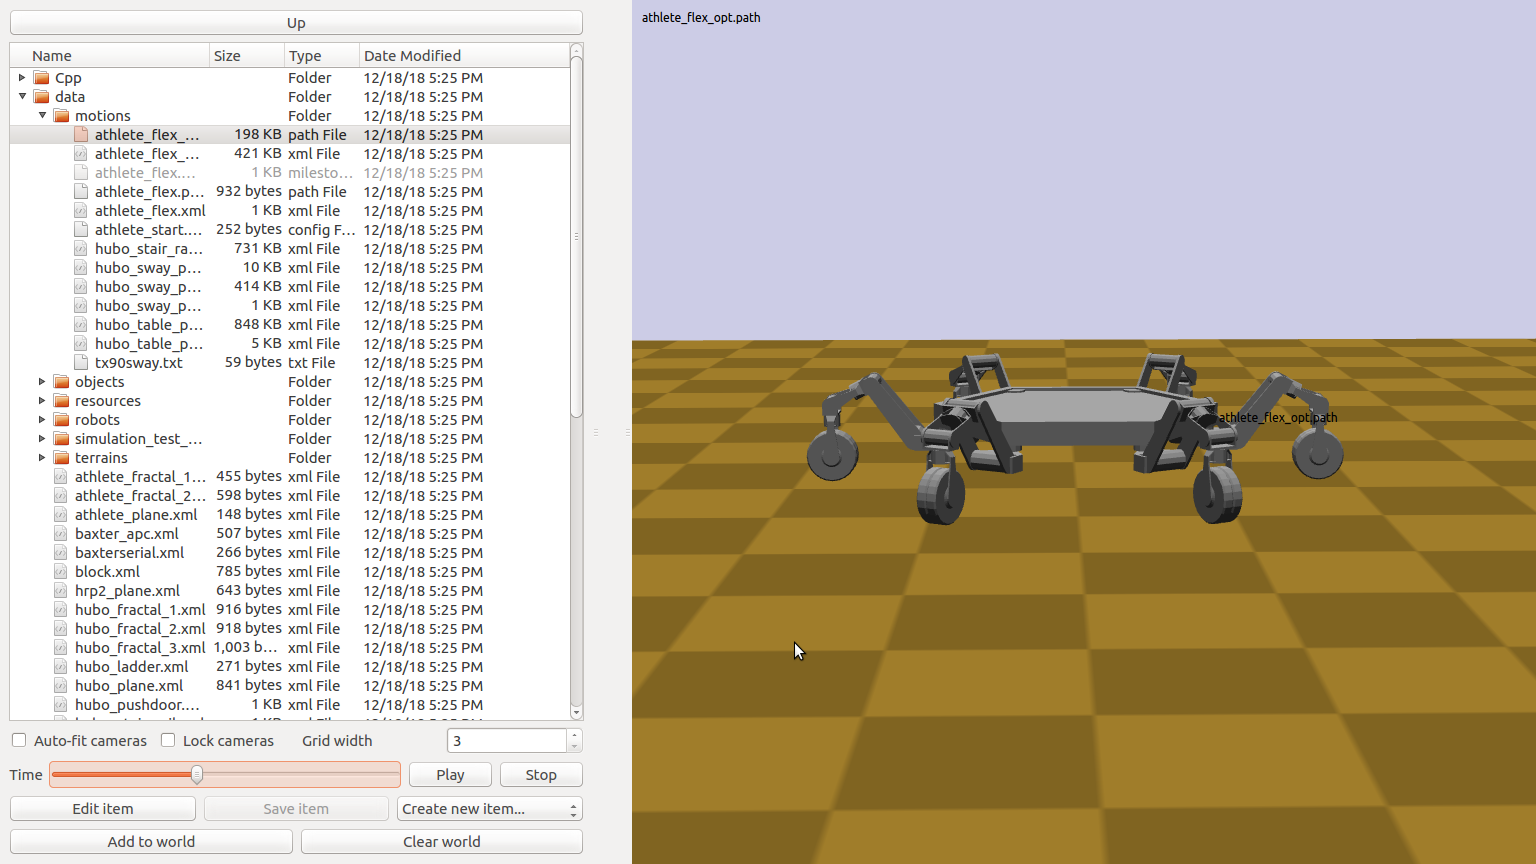 Up
Name Size Type Date Modified
Cpp Folder 12/18/18 5:25 PM
data Folder 12/18/18 5:25 PM
motions Folder 12/18/18 5:25 PM
athlete_flex_... 198 KB path File 12/18/18 5:25 PM
athlete_flex_... 421 KB xml File 12/18/18 5:25 PM
athlete_flex.... 1 KB milesto... 12/18/18 5:25 PM
athlete_flex.p... 932 bytes path File 12/18/18 5:25 PM
athlete_flex.xml 1 KB xml File 12/18/18 5:25 PM
athlete_start.... 252 bytes config F... 12/18/18 5:25 PM
hubo_stair_ra... 731 KB xml File 12/18/18 5:25 PM
hubo_sway_p... 10 KB xml File 12/18/18 5:25 PM
hubo_sway_p... 414 KB xml File 12/18/18 5:25 PM
hubo_sway_p... 1 KB xml File 12/18/18 5:25 PM
hubo_table_p... 848 KB xml File 12/18/18 5:25 PM
hubo_table_p... 5 KB xml File 12/18/18 5:25 PM
tx90sway.txt 59 bytes txt File 12/18/18 5:25 PM
objects Folder 12/18/18 5:25 PM
resources Folder 12/18/18 5:25 PM
robots Folder 12/18/18 5:25 PM
simulation_test_... Folder 12/18/18 5:25 PM
terrains Folder 12/18/18 5:25 PM
athlete_fractal_1... 455 bytes xml File 12/18/18 5:25 PM
athlete_fractal_2... 598 bytes xml File 12/18/18 5:25 PM
athlete_plane.xml 148 bytes xml File 12/18/18 5:25 PM
baxter_apc.xml 507 bytes xml File 12/18/18 5:25 PM
baxterserial.xml 266 bytes xml File 12/18/18 5:25 PM
block.xml 785 bytes xml File 12/18/18 5:25 PM
hrp2_plane.xml 643 bytes xml File 12/18/18 5:25 PM
hubo_fractal_1.xml 916 bytes xml File 12/18/18 5:25 PM
hubo_fractal_2.xml 918 bytes xml File 12/18/18 5:25 PM
hubo_fractal_3.xml 1,003 b... xml File 12/18/18 5:25 PM
hubo_ladder.xml 271 bytes xml File 12/18/18 5:25 PM
hubo_plane.xml 841 bytes xml File 12/18/18 5:25 PM
hubo_pushdoor.... 1 KB xml File 12/18/18 5:25 PM
Auto-fit cameras Lock cameras Grid width 3
Time Play Stop
Edit item Save item Create new item...
Add to world Clear world
athlete_flex_opt.path
athlete_flex_opt.path